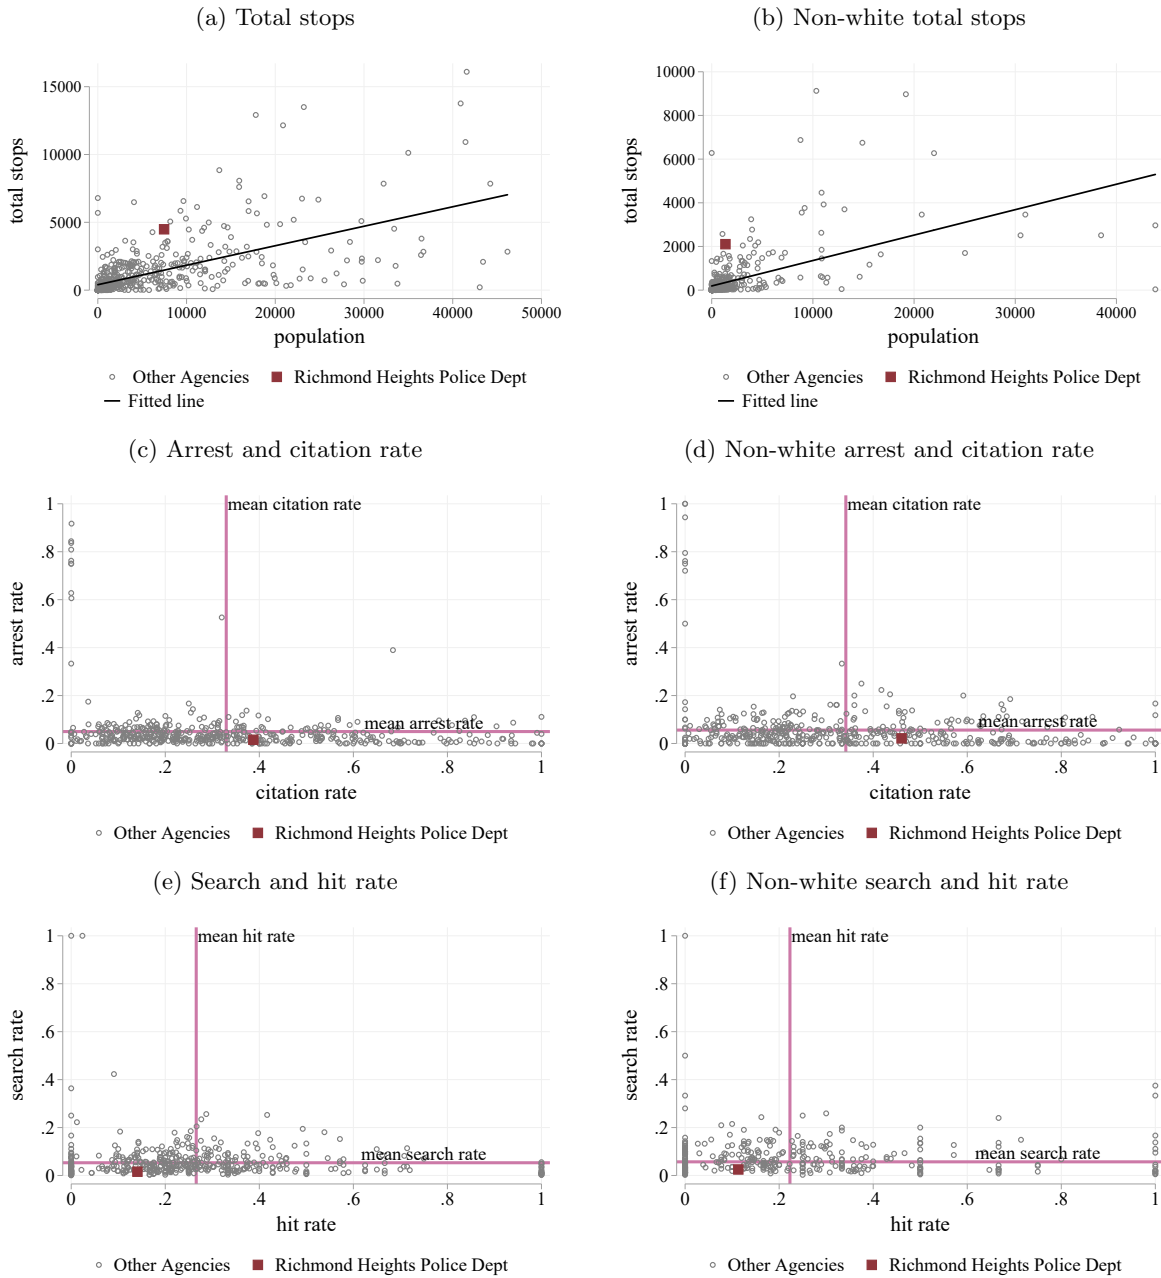 (a) Total stops
(b) Non-white total stops
total stops
15000
10000
5000
0
0 10000 20000 30000 40000 50000
population
Other Agencies Richmond Heights Police Dept
Fitted line
total stops
10000
8000
6000
4000
2000
0
0 10000 20000 30000 40000
population
Other Agencies Richmond Heights Police Dept
Fitted line
(c) Arrest and citation rate
(d) Non-white arrest and citation rate
arrest rate
1
.8
.6
.4
.2
0
mean citation rate
mean arrest rate
0 .2 .4 .6 .8 1
citation rate
Other Agencies Richmond Heights Police Dept
arrest rate
1
.8
.6
.4
.2
0
mean citation rate
mean arrest rate
0 .2 .4 .6 .8 1
citation rate
Other Agencies Richmond Heights Police Dept
(e) Search and hit rate
(f) Non-white search and hit rate
search rate
1
.8
.6
.4
.2
0
mean hit rate
mean search rate
0 .2 .4 .6 .8 1
hit rate
Other Agencies Richmond Heights Police Dept
search rate
1
.8
.6
.4
.2
0
mean hit rate
mean search rate
0 .2 .4 .6 .8 1
hit rate
Other Agencies Richmond Heights Police Dept